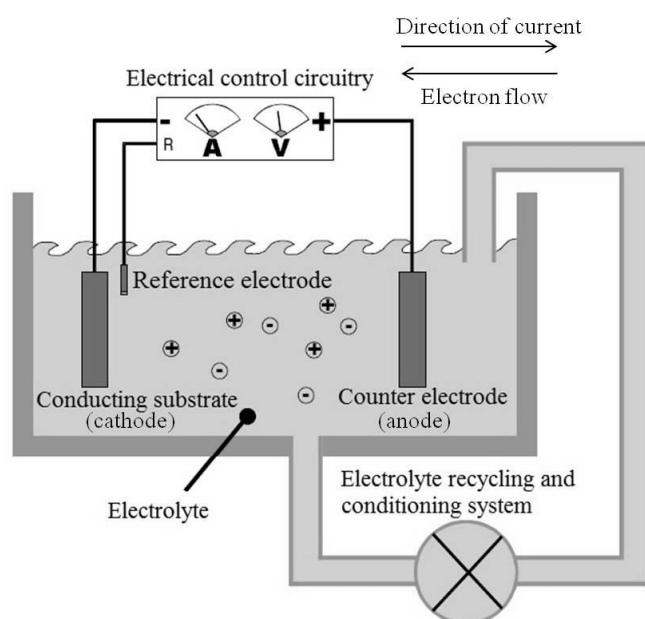 Direction of current
Electron flow
Electrical control circuitry
- A V +
R
Reference electrode
+ - + -
+ - + -
Conducting substrate
(cathode)
Counter electrode
(anode)
Electrolyte
Electrolyte recycling and
conditioning system